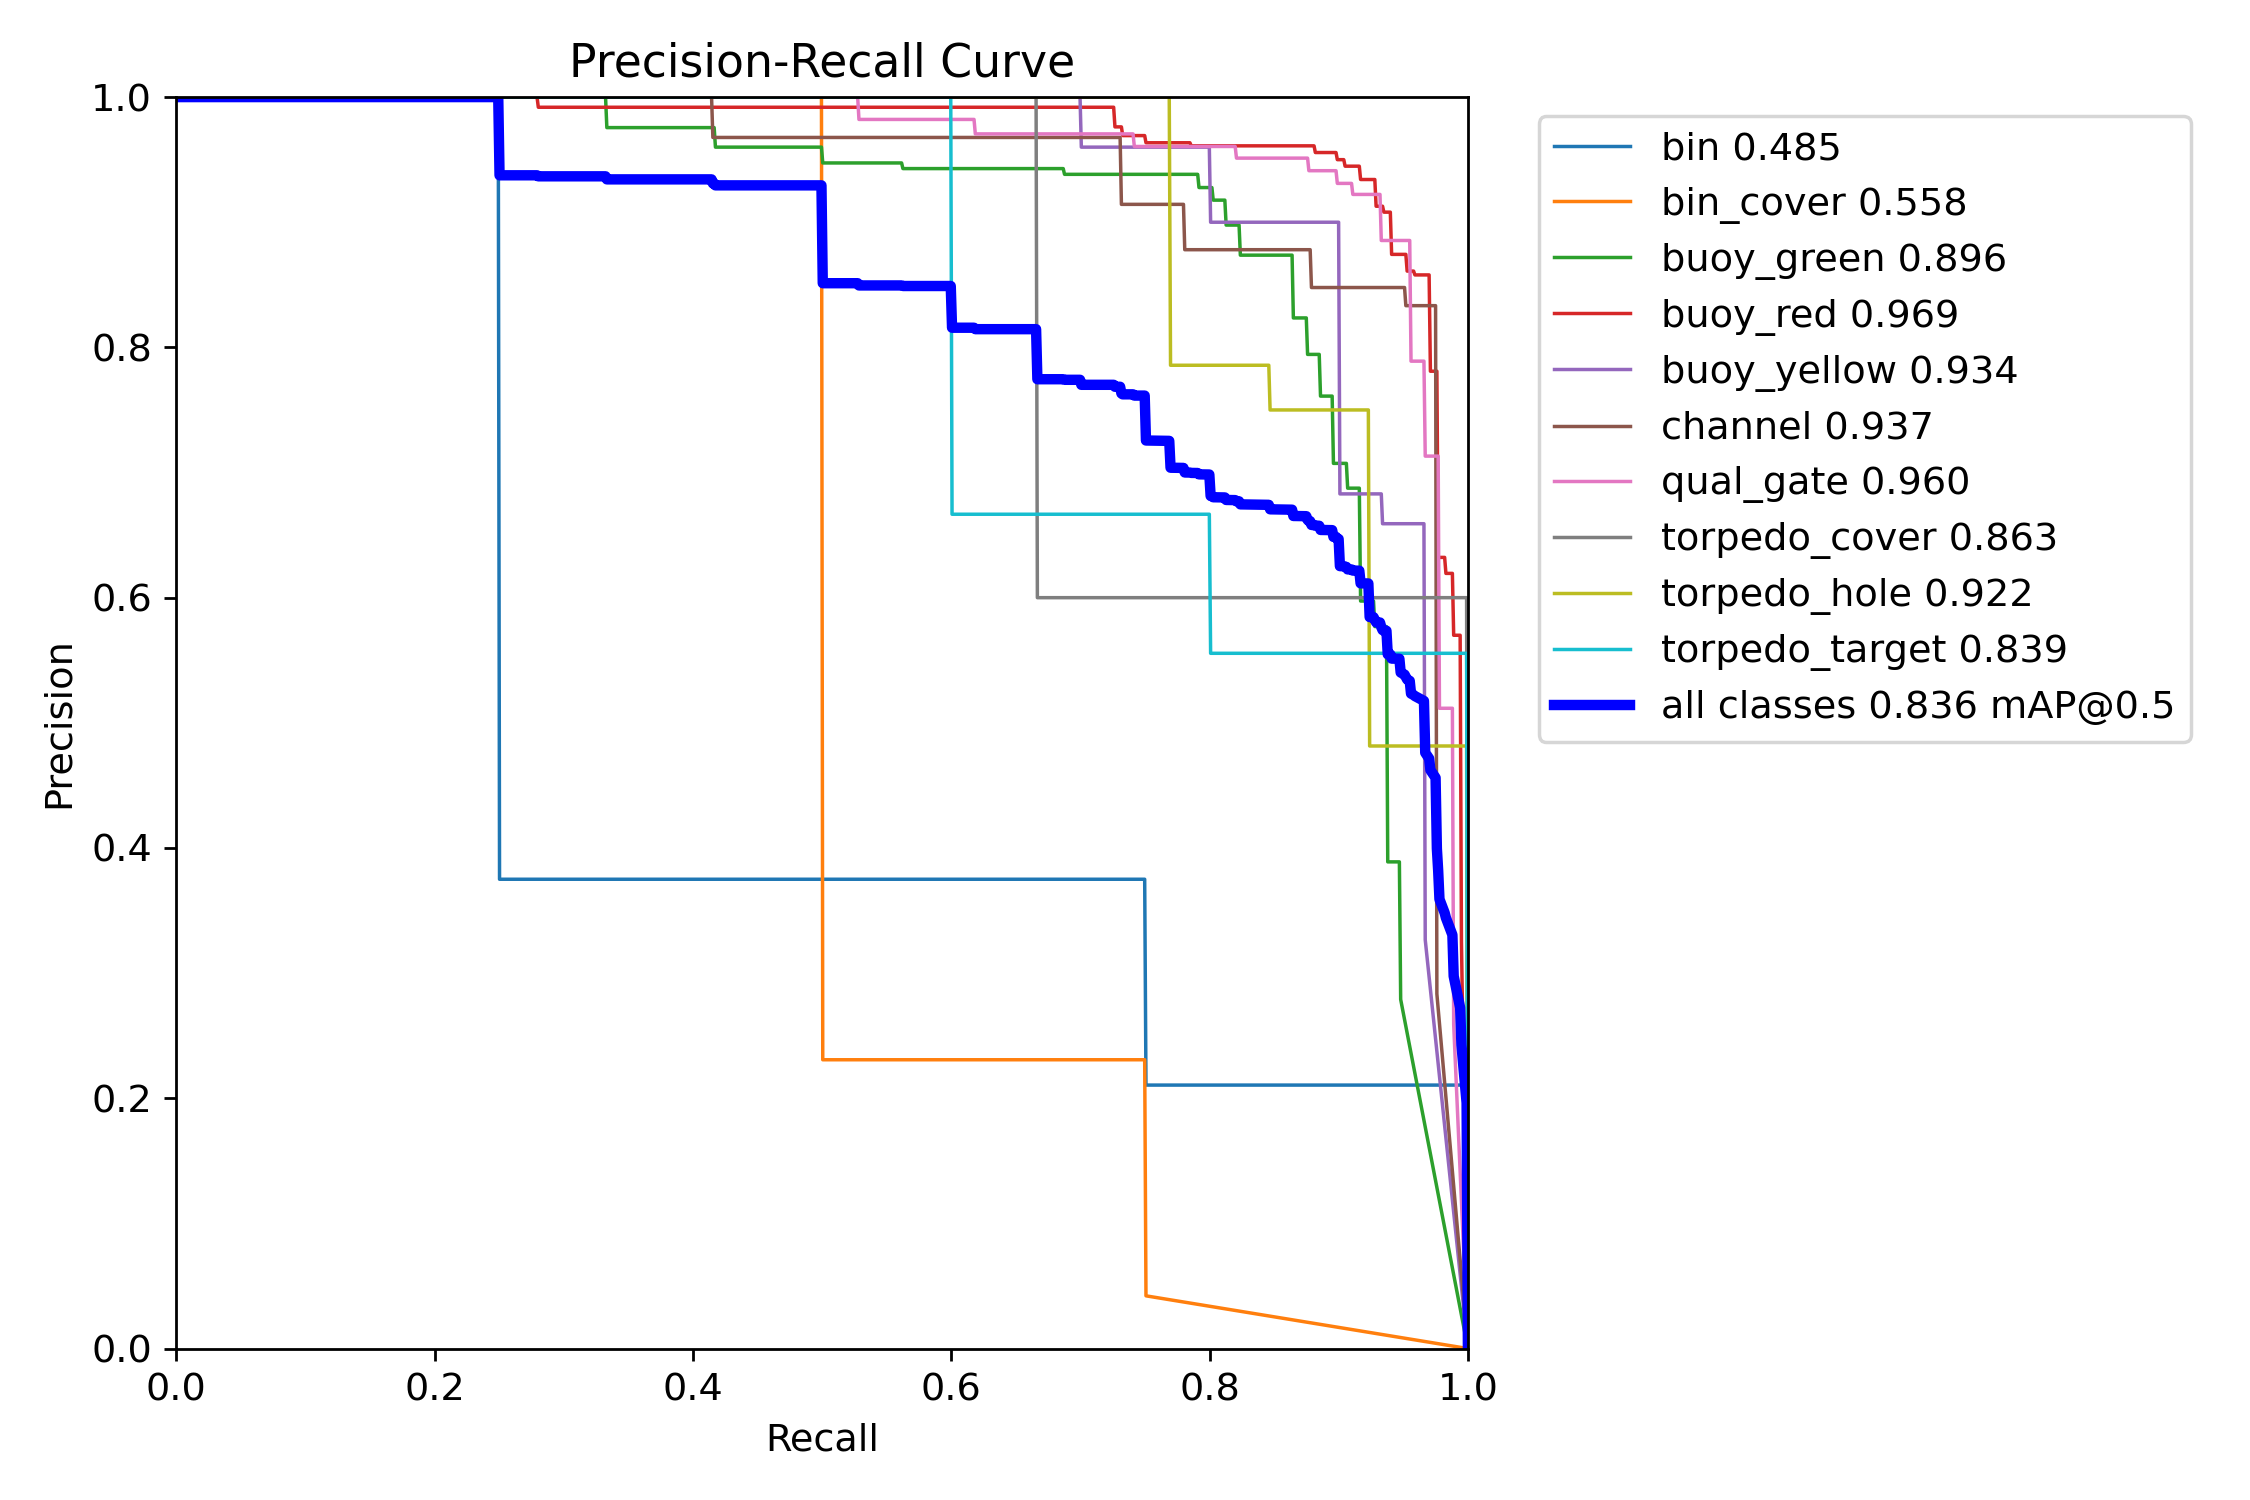 Precision-Recall Curve
1.0
0.8
0.6
0.4
0.2
0.0
Precision
0.0 0.2 0.4 0.6 0.8 1.0
Recall
bin 0.485
bin_cover 0.558
buoy_green 0.896
buoy_red 0.969
buoy_yellow 0.934
channel 0.937
qual_gate 0.960
torpedo_cover 0.863
torpedo_hole 0.922
torpedo_target 0.839
all classes 0.836 mAP@0.5